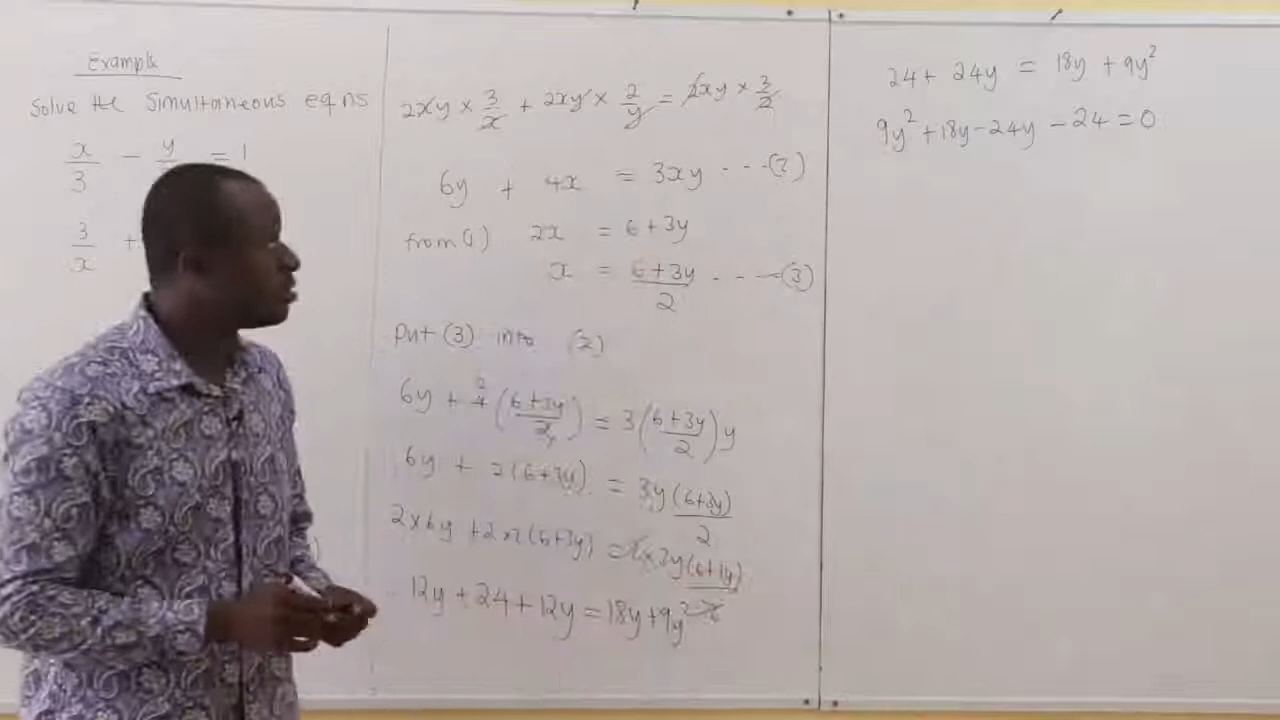 Example
Solve the Simultaneous eqns
x/3 - y = 1
3/x +
2xy × 3/x + 2xy × 2/y = 2xy × 3/2
6y + 4x = 3xy - - - (2)
from (1) 2x = 6+3y
x = (6+3y)/2 - - - (3)
Put (3) into (2)
6y + 4((6+3y)/2) = 3((6+3y)/2)y
6y + 2(6+3y) = 3y(6+3y)/2
2×6y + 2×2(6+3y) = 2×3y(6+3y)
12y + 24 + 12y = 18y + 9y²
24 + 24y = 18y + 9y²
9y² + 18y - 24y - 24 = 0